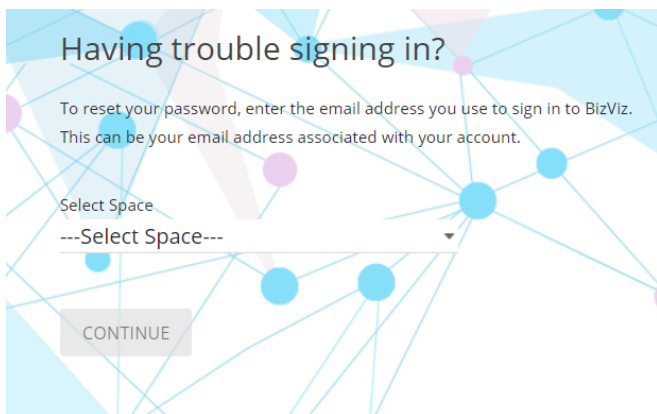 Having trouble signing in?
To reset your password, enter the email address you use to sign in to BizViz.
This can be your email address associated with your account.
Select Space
---Select Space---
CONTINUE